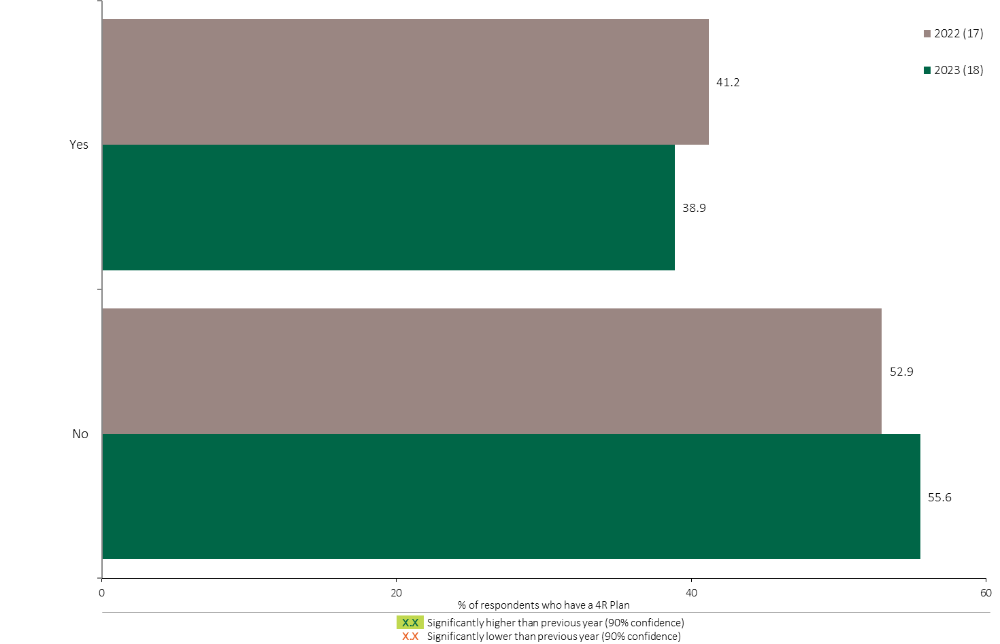 2022 (17)
2023 (18)
41.2
Yes
38.9
52.9
No
55.6
0 20 40 60
% of respondents who have a 4R Plan
X.X Significantly higher than previous year (90% confidence)
X.X Significantly lower than previous year (90% confidence)